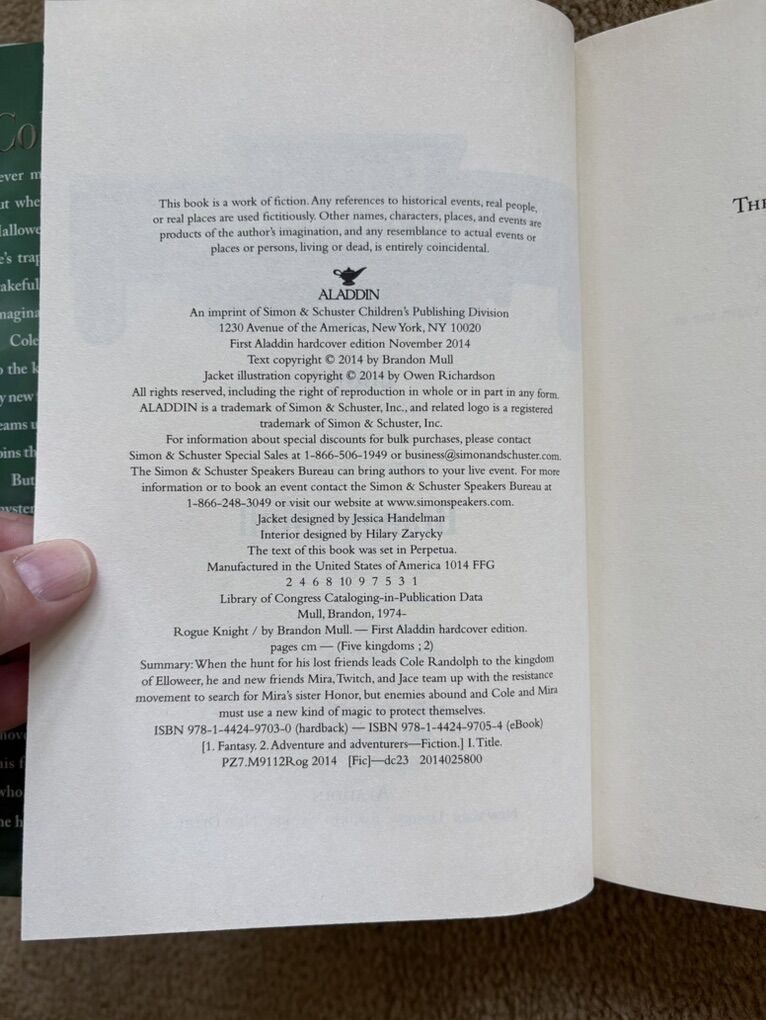 This book is a work of fiction. Any references to historical events, real people,
or real places are used fictitiously. Other names, characters, places, and events are
products of the author's imagination, and any resemblance to actual events or
places or persons, living or dead, is entirely coincidental.
ALADDIN
An imprint of Simon & Schuster Children's Publishing Division
1230 Avenue of the Americas, New York, NY 10020
First Aladdin hardcover edition November 2014
Text copyright © 2014 by Brandon Mull
Jacket illustration copyright © 2014 by Owen Richardson
All rights reserved, including the right of reproduction in whole or in part in any form.
ALADDIN is a trademark of Simon & Schuster, Inc., and related logo is a registered
trademark of Simon & Schuster, Inc.
For information about special discounts for bulk purchases, please contact
Simon & Schuster Special Sales at 1-866-506-1949 or business@simonandschuster.com.
The Simon & Schuster Speakers Bureau can bring authors to your live event. For more
information or to book an event contact the Simon & Schuster Speakers Bureau at
1-866-248-3049 or visit our website at www.simonspeakers.com.
Jacket designed by Jessica Handelman
Interior designed by Hilary Zarycky
The text of this book was set in Perpetua.
Manufactured in the United States of America 1014 FFG
2 4 6 8 10 9 7 5 3 1
Library of Congress Cataloging-in-Publication Data
Mull, Brandon, 1974-
Rogue Knight / by Brandon Mull. — First Aladdin hardcover edition.
pages cm — (Five kingdoms ; 2)
Summary: When the hunt for his lost friends leads Cole Randolph to the kingdom
of Elloweer, he and new friends Mira, Twitch, and Jace team up with the resistance
movement to search for Mira's sister Honor, but enemies abound and Cole and Mira
must use a new kind of magic to protect themselves.
ISBN 978-1-4424-9703-0 (hardback) — ISBN 978-1-4424-9705-4 (eBook)
[1. Fantasy. 2. Adventure and adventurers—Fiction.] I. Title.
PZ7.M9112Rog 2014 [Fic]—dc23 2014025800